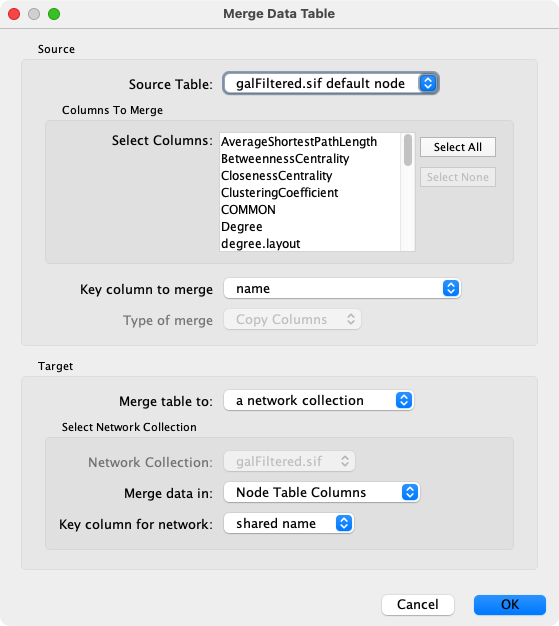 Merge Data Table
Source
Source Table: galFiltered.sif default node
Columns To Merge
Select Columns:
AverageShortestPathLength
BetweennessCentrality
ClosenessCentrality
ClusteringCoefficient
COMMON
Degree
degree.layout
Select All
Select None
Key column to merge name
Type of merge Copy Columns
Target
Merge table to: a network collection
Select Network Collection
Network Collection: galFiltered.sif
Merge data in: Node Table Columns
Key column for network: shared name
Cancel OK